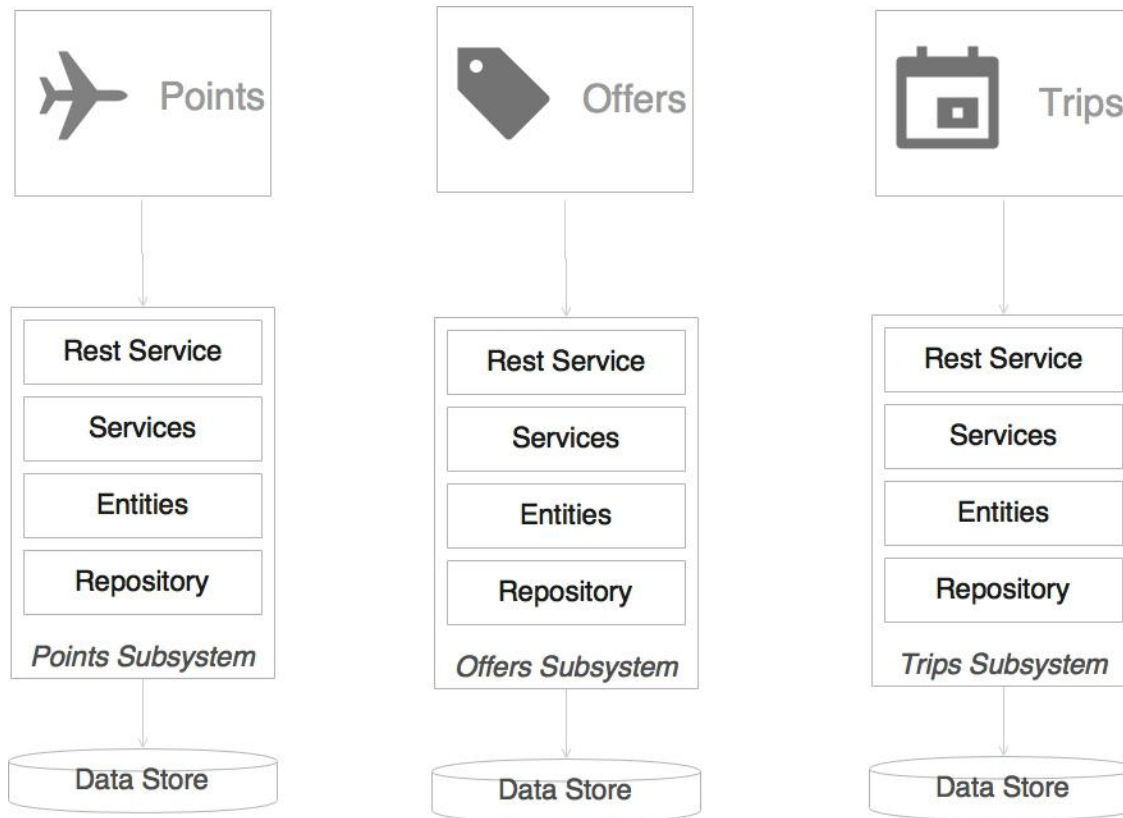 Points
Offers
Trips
Rest Service
Services
Entities
Repository
Points Subsystem
Data Store
Rest Service
Services
Entities
Repository
Offers Subsystem
Data Store
Rest Service
Services
Entities
Repository
Trips Subsystem
Data Store